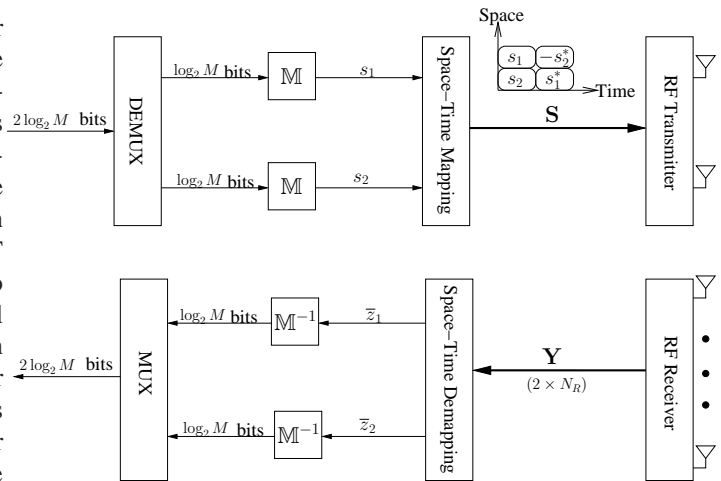 r
e
-
s
-
e
n
r
o
l
n
r
s
r
e
Space
s₁ −s₂*
s₂ s₁*
Time
2 log₂ M bits
DEMUX
log₂ M bits
𝕄
s₁
log₂ M bits
𝕄
s₂
Space−Time Mapping
S
RF Transmitter
2 log₂ M bits
MUX
log₂ M bits
𝕄⁻¹
z̅₁
log₂ M bits
𝕄⁻¹
z̅₂
Space−Time Demapping
Y
(2 × N_R)
RF Receiver